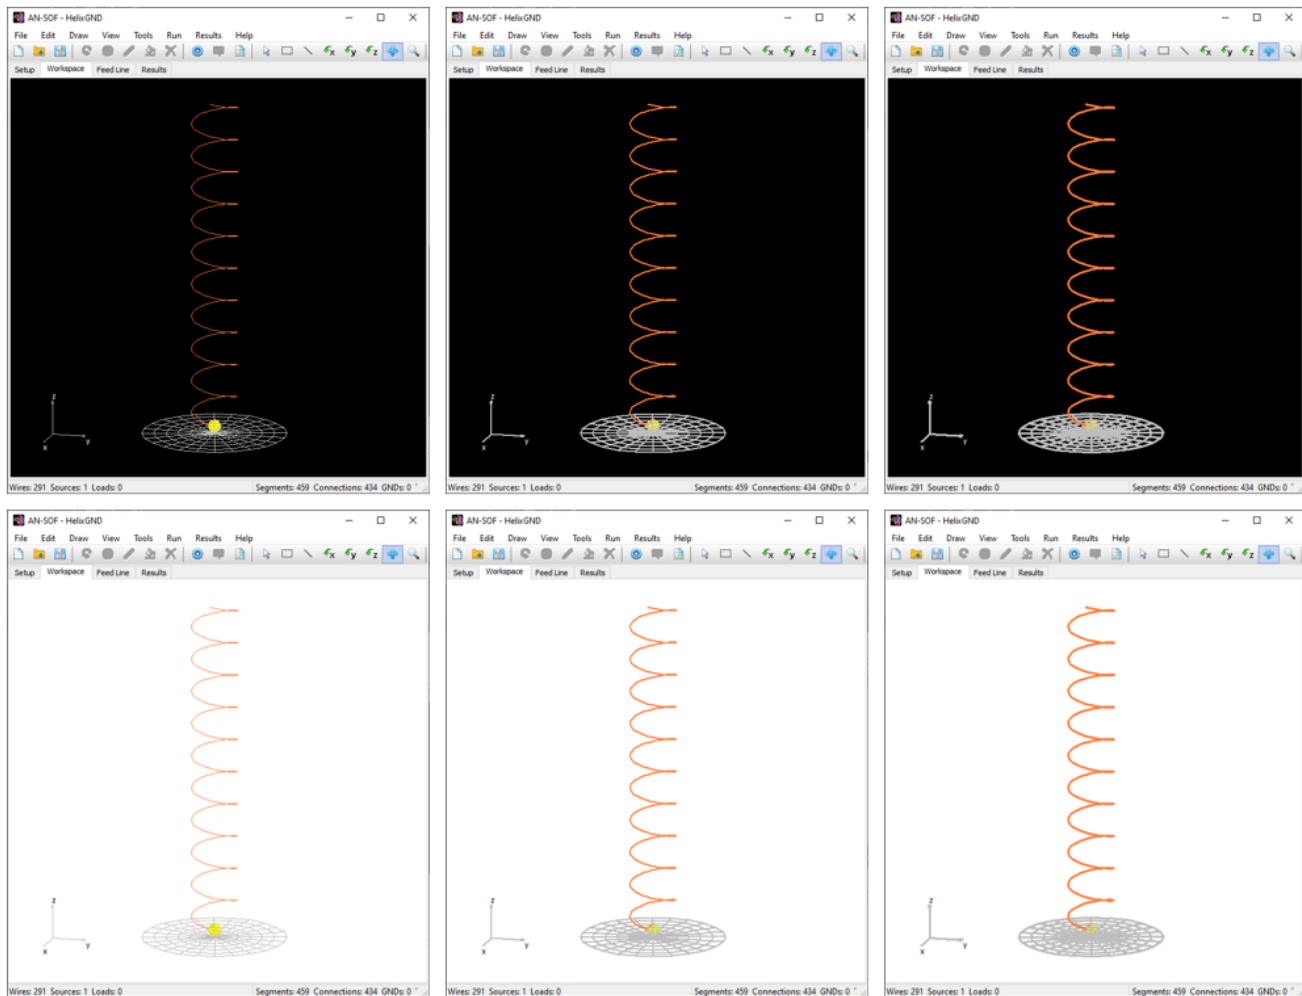 AN-SOF - HelixGND
File Edit Draw View Tools Run Results Help
x y z
Setup Workspace Feed Line Results
z
y
x
Wires: 291 Sources: 1 Loads: 0 Segments: 459 Connections: 434 GNDs: 0
AN-SOF - HelixGND
File Edit Draw View Tools Run Results Help
x y z
Setup Workspace Feed Line Results
z
y
x
Wires: 291 Sources: 1 Loads: 0 Segments: 459 Connections: 434 GNDs: 0
AN-SOF - HelixGND
File Edit Draw View Tools Run Results Help
x y z
Setup Workspace Feed Line Results
z
y
x
Wires: 291 Sources: 1 Loads: 0 Segments: 459 Connections: 434 GNDs: 0
AN-SOF - HelixGND
File Edit Draw View Tools Run Results Help
x y z
Setup Workspace Feed Line Results
z
y
x
Wires: 291 Sources: 1 Loads: 0 Segments: 459 Connections: 434 GNDs: 0
AN-SOF - HelixGND
File Edit Draw View Tools Run Results Help
x y z
Setup Workspace Feed Line Results
z
y
x
Wires: 291 Sources: 1 Loads: 0 Segments: 459 Connections: 434 GNDs: 0
AN-SOF - HelixGND
File Edit Draw View Tools Run Results Help
x y z
Setup Workspace Feed Line Results
z
y
x
Wires: 291 Sources: 1 Loads: 0 Segments: 459 Connections: 434 GNDs: 0